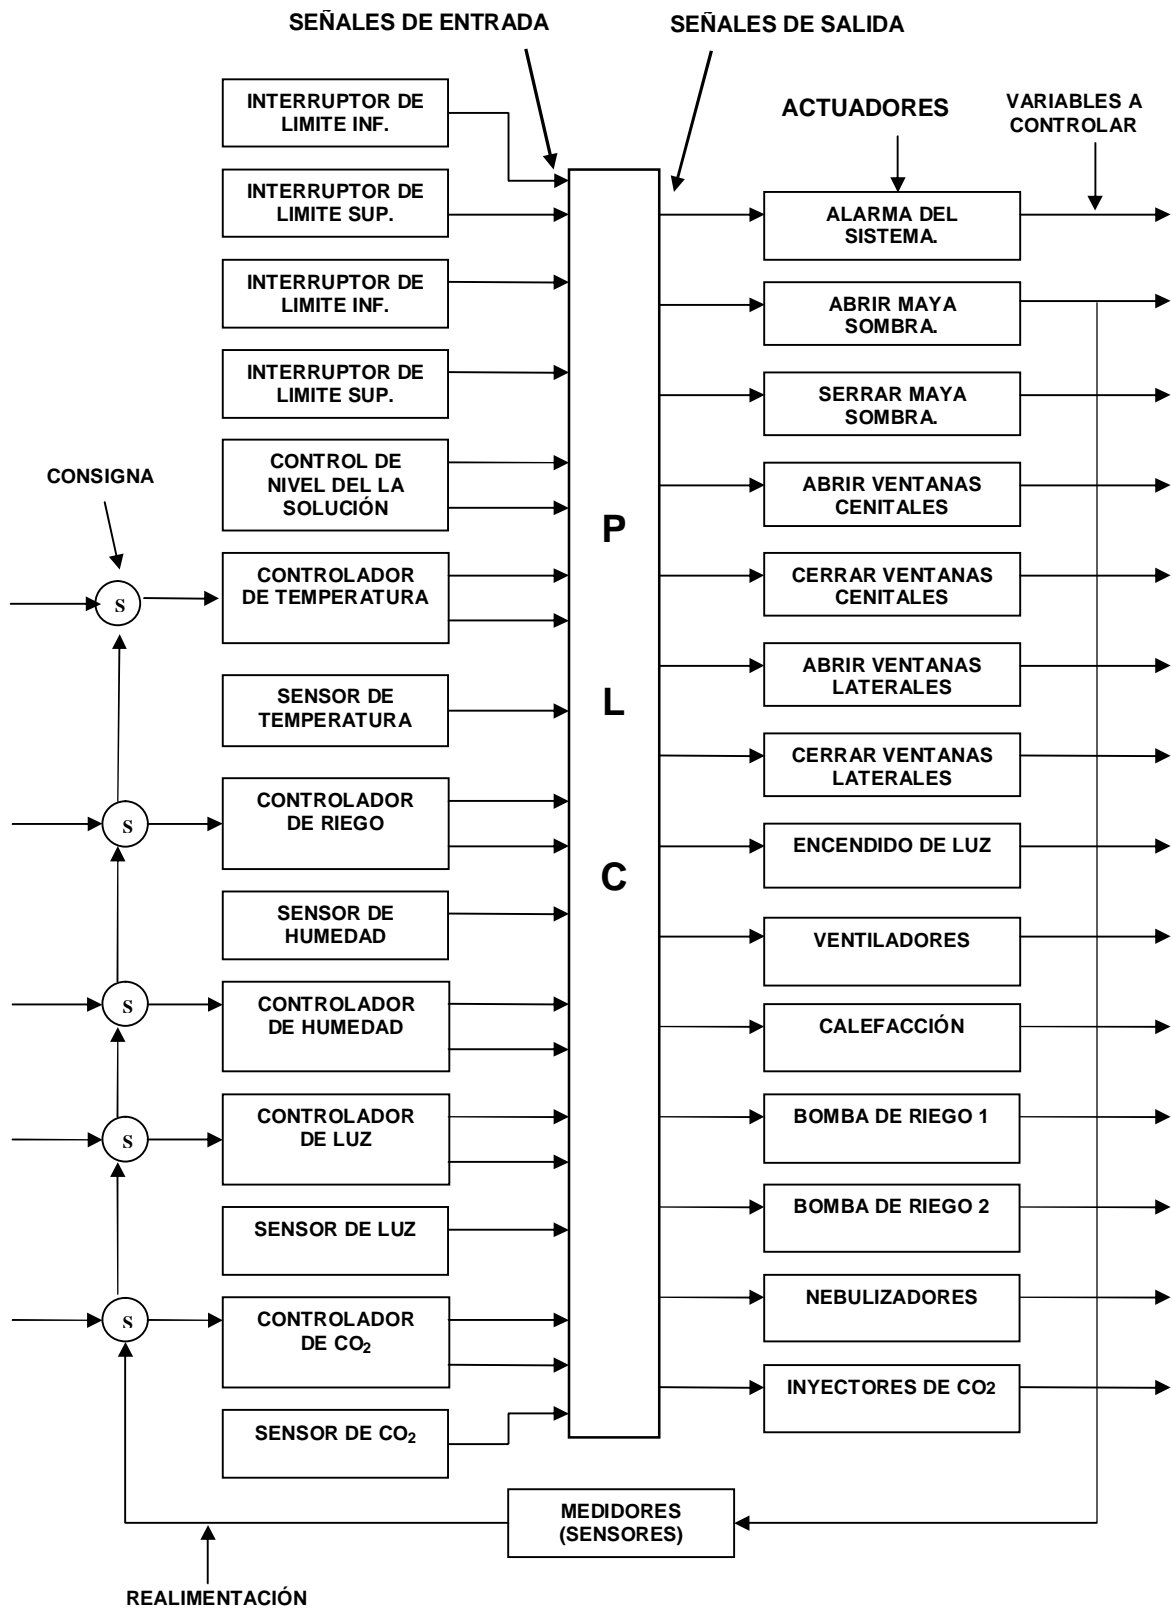 SEÑALES DE ENTRADA
SEÑALES DE SALIDA
ACTUADORES
VARIABLES A
CONTROLAR
INTERRUPTOR DE
LIMITE INF.
INTERRUPTOR DE
LIMITE SUP.
INTERRUPTOR DE
LIMITE INF.
INTERRUPTOR DE
LIMITE SUP.
CONTROL DE
NIVEL DEL LA
SOLUCIÓN
CONSIGNA
S
CONTROLADOR
DE TEMPERATURA
SENSOR DE
TEMPERATURA
S
CONTROLADOR
DE RIEGO
SENSOR DE
HUMEDAD
S
CONTROLADOR
DE HUMEDAD
S
CONTROLADOR
DE LUZ
SENSOR DE LUZ
S
CONTROLADOR
DE CO₂
SENSOR DE CO₂
P
L
C
ALARMA DEL
SISTEMA.
ABRIR MAYA
SOMBRA.
SERRAR MAYA
SOMBRA.
ABRIR VENTANAS
CENITALES
CERRAR VENTANAS
CENITALES
ABRIR VENTANAS
LATERALES
CERRAR VENTANAS
LATERALES
ENCENDIDO DE LUZ
VENTILADORES
CALEFACCIÓN
BOMBA DE RIEGO 1
BOMBA DE RIEGO 2
NEBULIZADORES
INYECTORES DE CO2
MEDIDORES
(SENSORES)
REALIMENTACIÓN